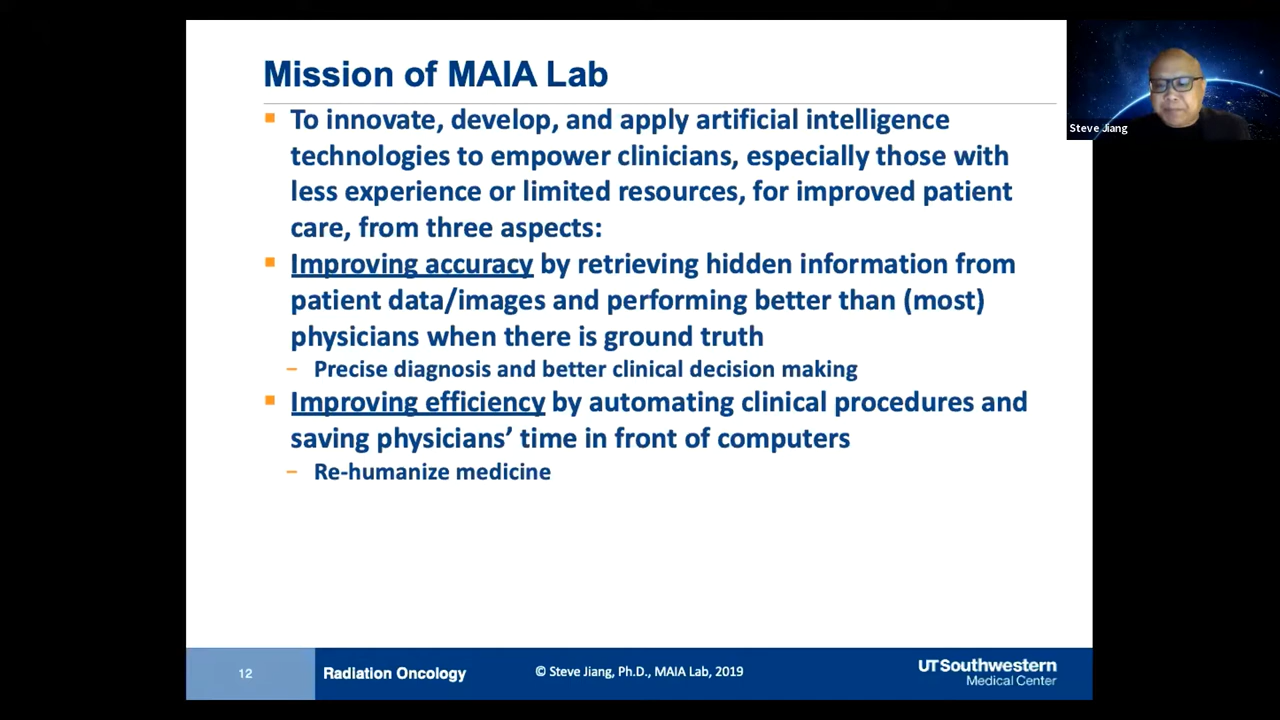 Mission of MAIA Lab
To innovate, develop, and apply artificial intelligence
technologies to empower clinicians, especially those with
less experience or limited resources, for improved patient
care, from three aspects:
Improving accuracy by retrieving hidden information from
patient data/images and performing better than (most)
physicians when there is ground truth
– Precise diagnosis and better clinical decision making
Improving efficiency by automating clinical procedures and
saving physicians’ time in front of computers
– Re-humanize medicine
Steve Jiang
12
Radiation Oncology
© Steve Jiang, Ph.D., MAIA Lab, 2019
UTSouthwestern
Medical Center